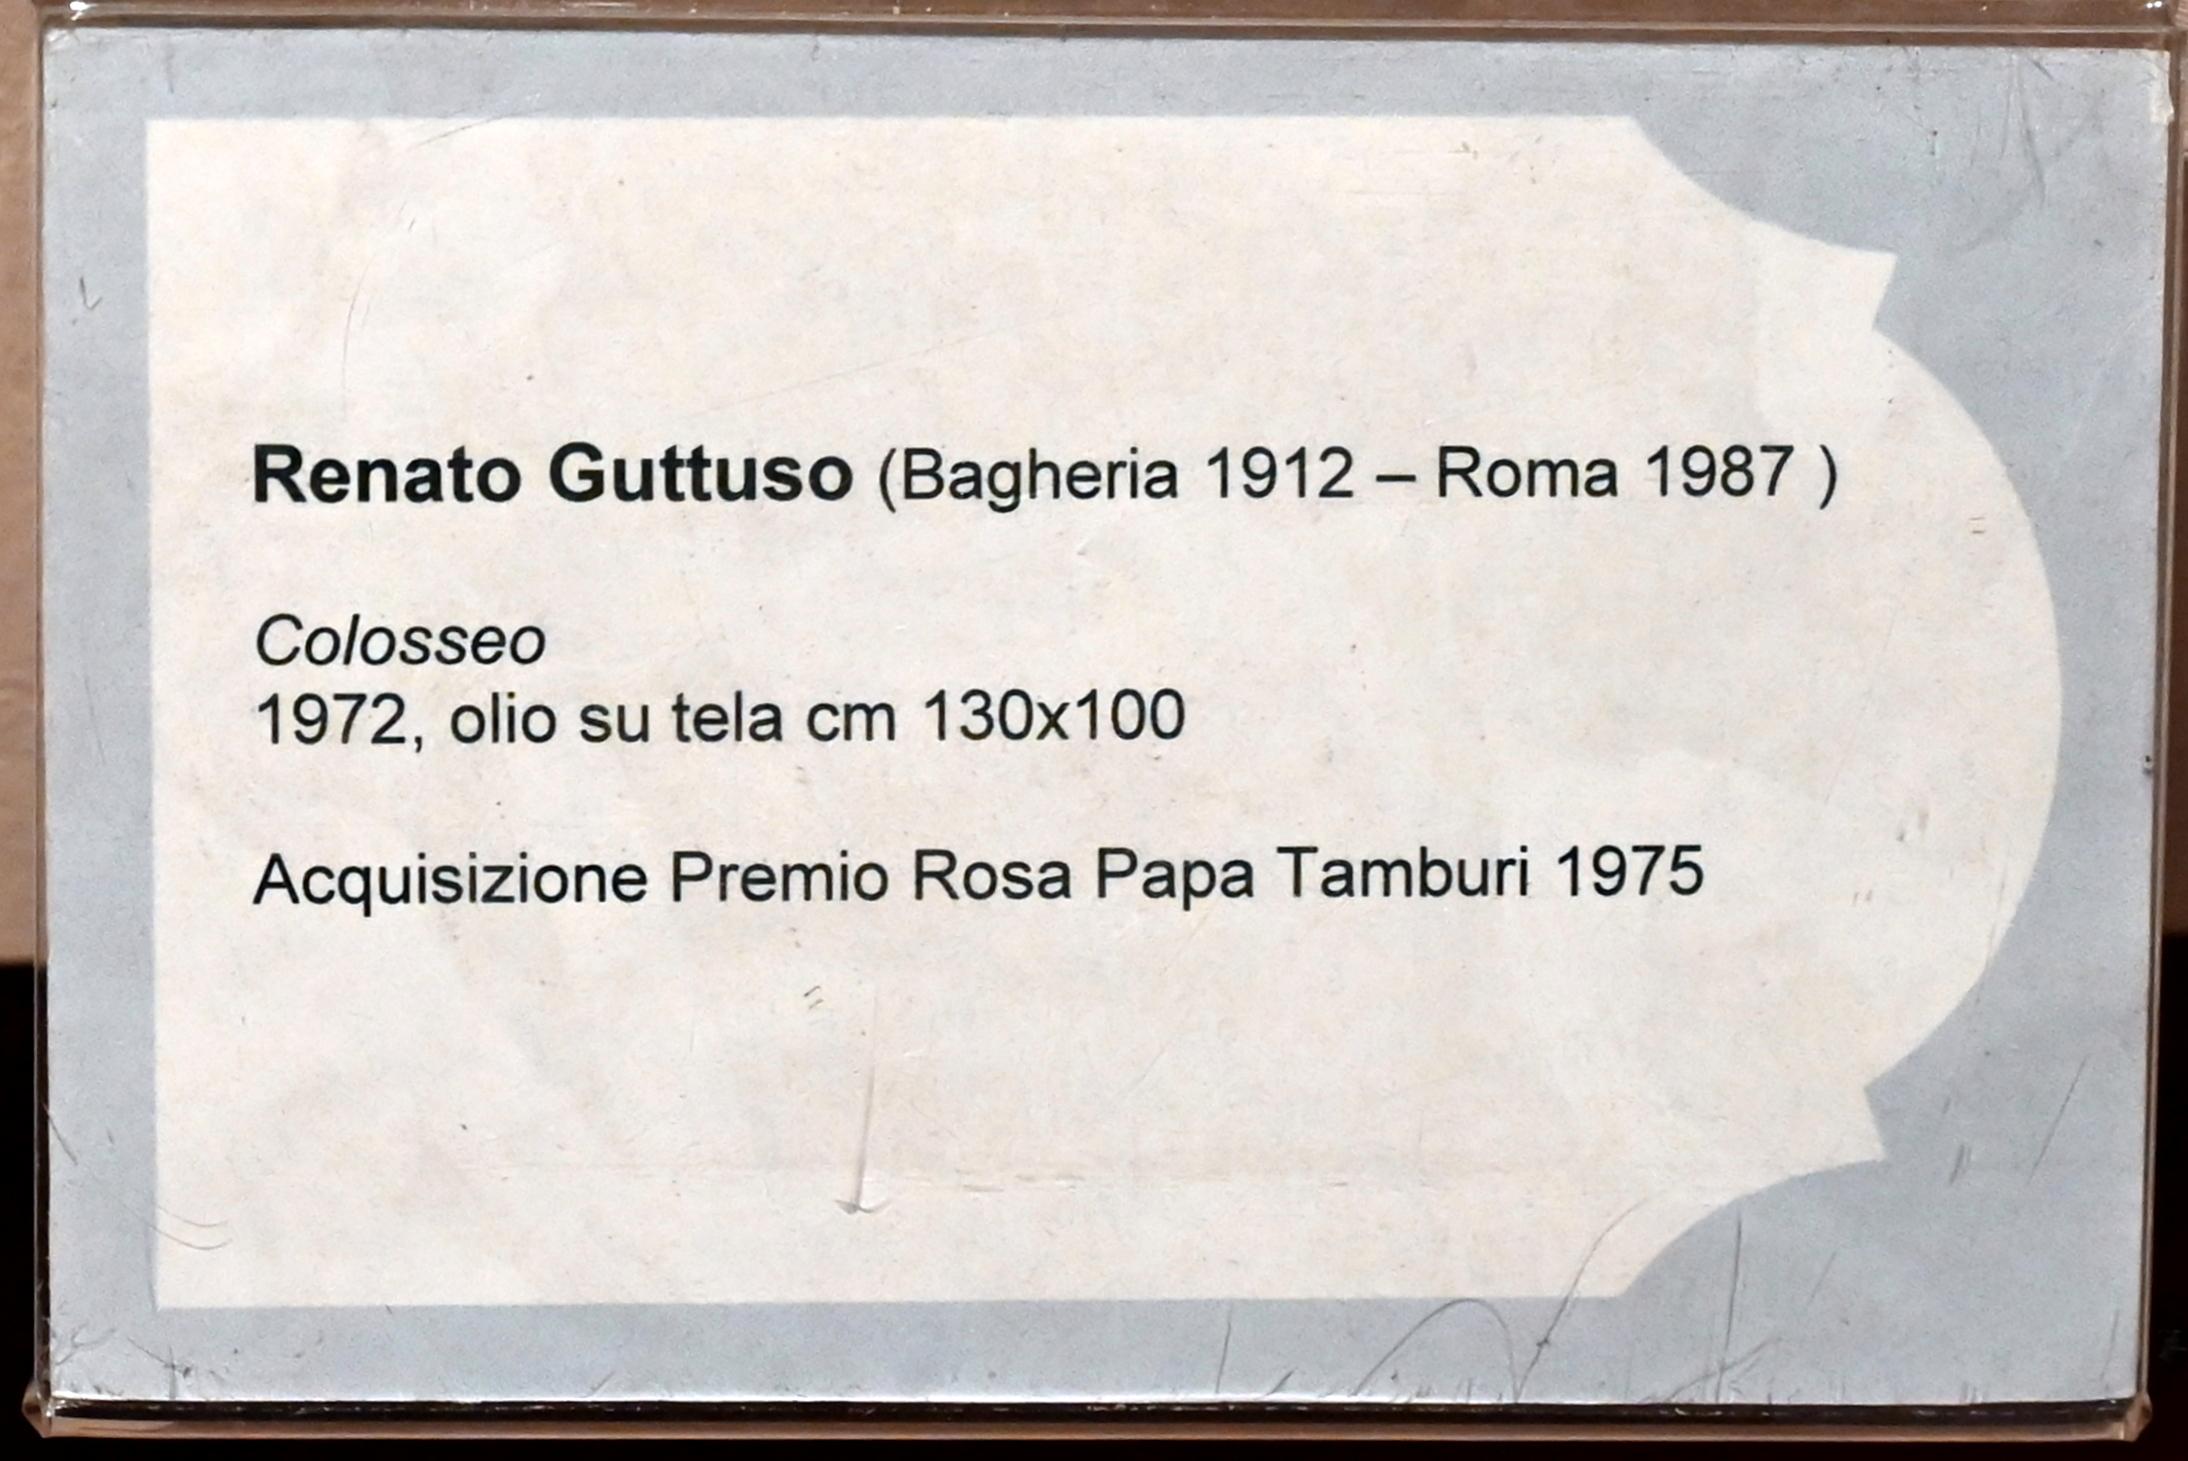 Renato Guttuso (Bagheria 1912 – Roma 1987 )
Colosseo
1972, olio su tela cm 130x100
Acquisizione Premio Rosa Papa Tamburi 1975